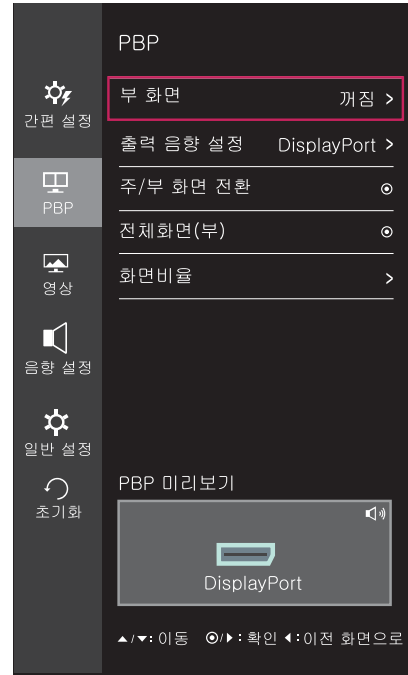 간편 설정
PBP
영상
음향 설정
일반 설정
초기화
PBP
부 화면 꺼짐 >
출력 음향 설정 DisplayPort >
주/부 화면 전환 ⦿
전체화면(부) ⦿
화면비율 >
PBP 미리보기
DisplayPort
▲/▼: 이동 ⦿/▶: 확인 ◀:이전 화면으로